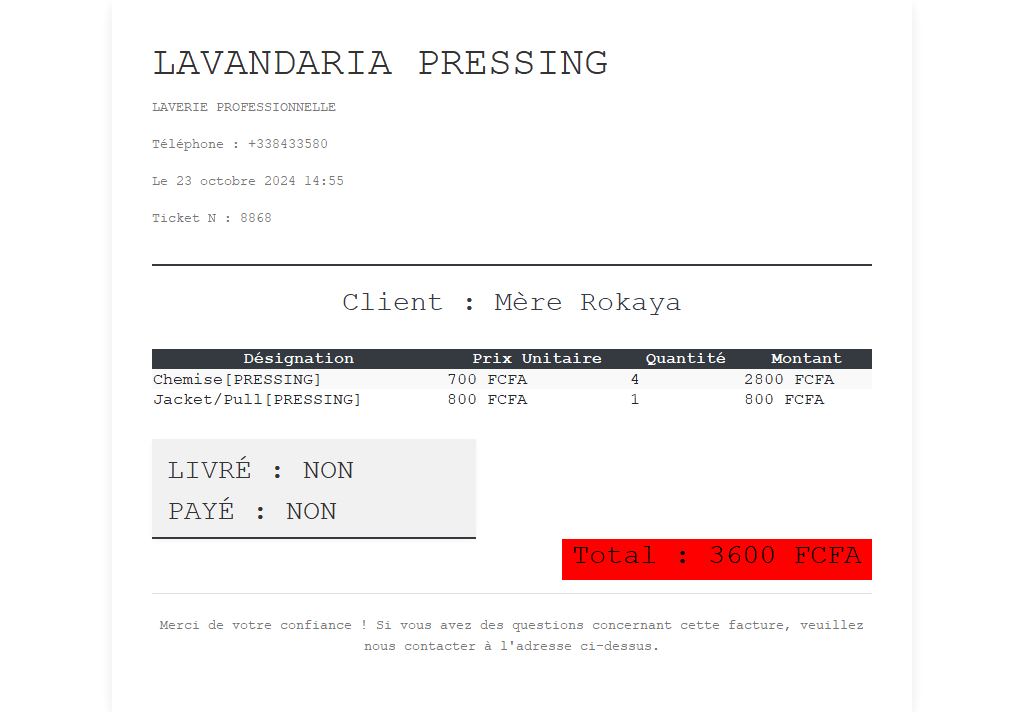 LAVANDARIA PRESSING
LAVERIE PROFESSIONNELLE
Téléphone : +338433580
Le 23 octobre 2024 14:55
Ticket N : 8868
Client : Mère Rokaya
Désignation Prix Unitaire Quantité Montant
Chemise[PRESSING] 700 FCFA 4 2800 FCFA
Jacket/Pull[PRESSING] 800 FCFA 1 800 FCFA
LIVRÉ : NON
PAYÉ : NON
Total : 3600 FCFA
Merci de votre confiance ! Si vous avez des questions concernant cette facture, veuillez
nous contacter à l'adresse ci-dessus.